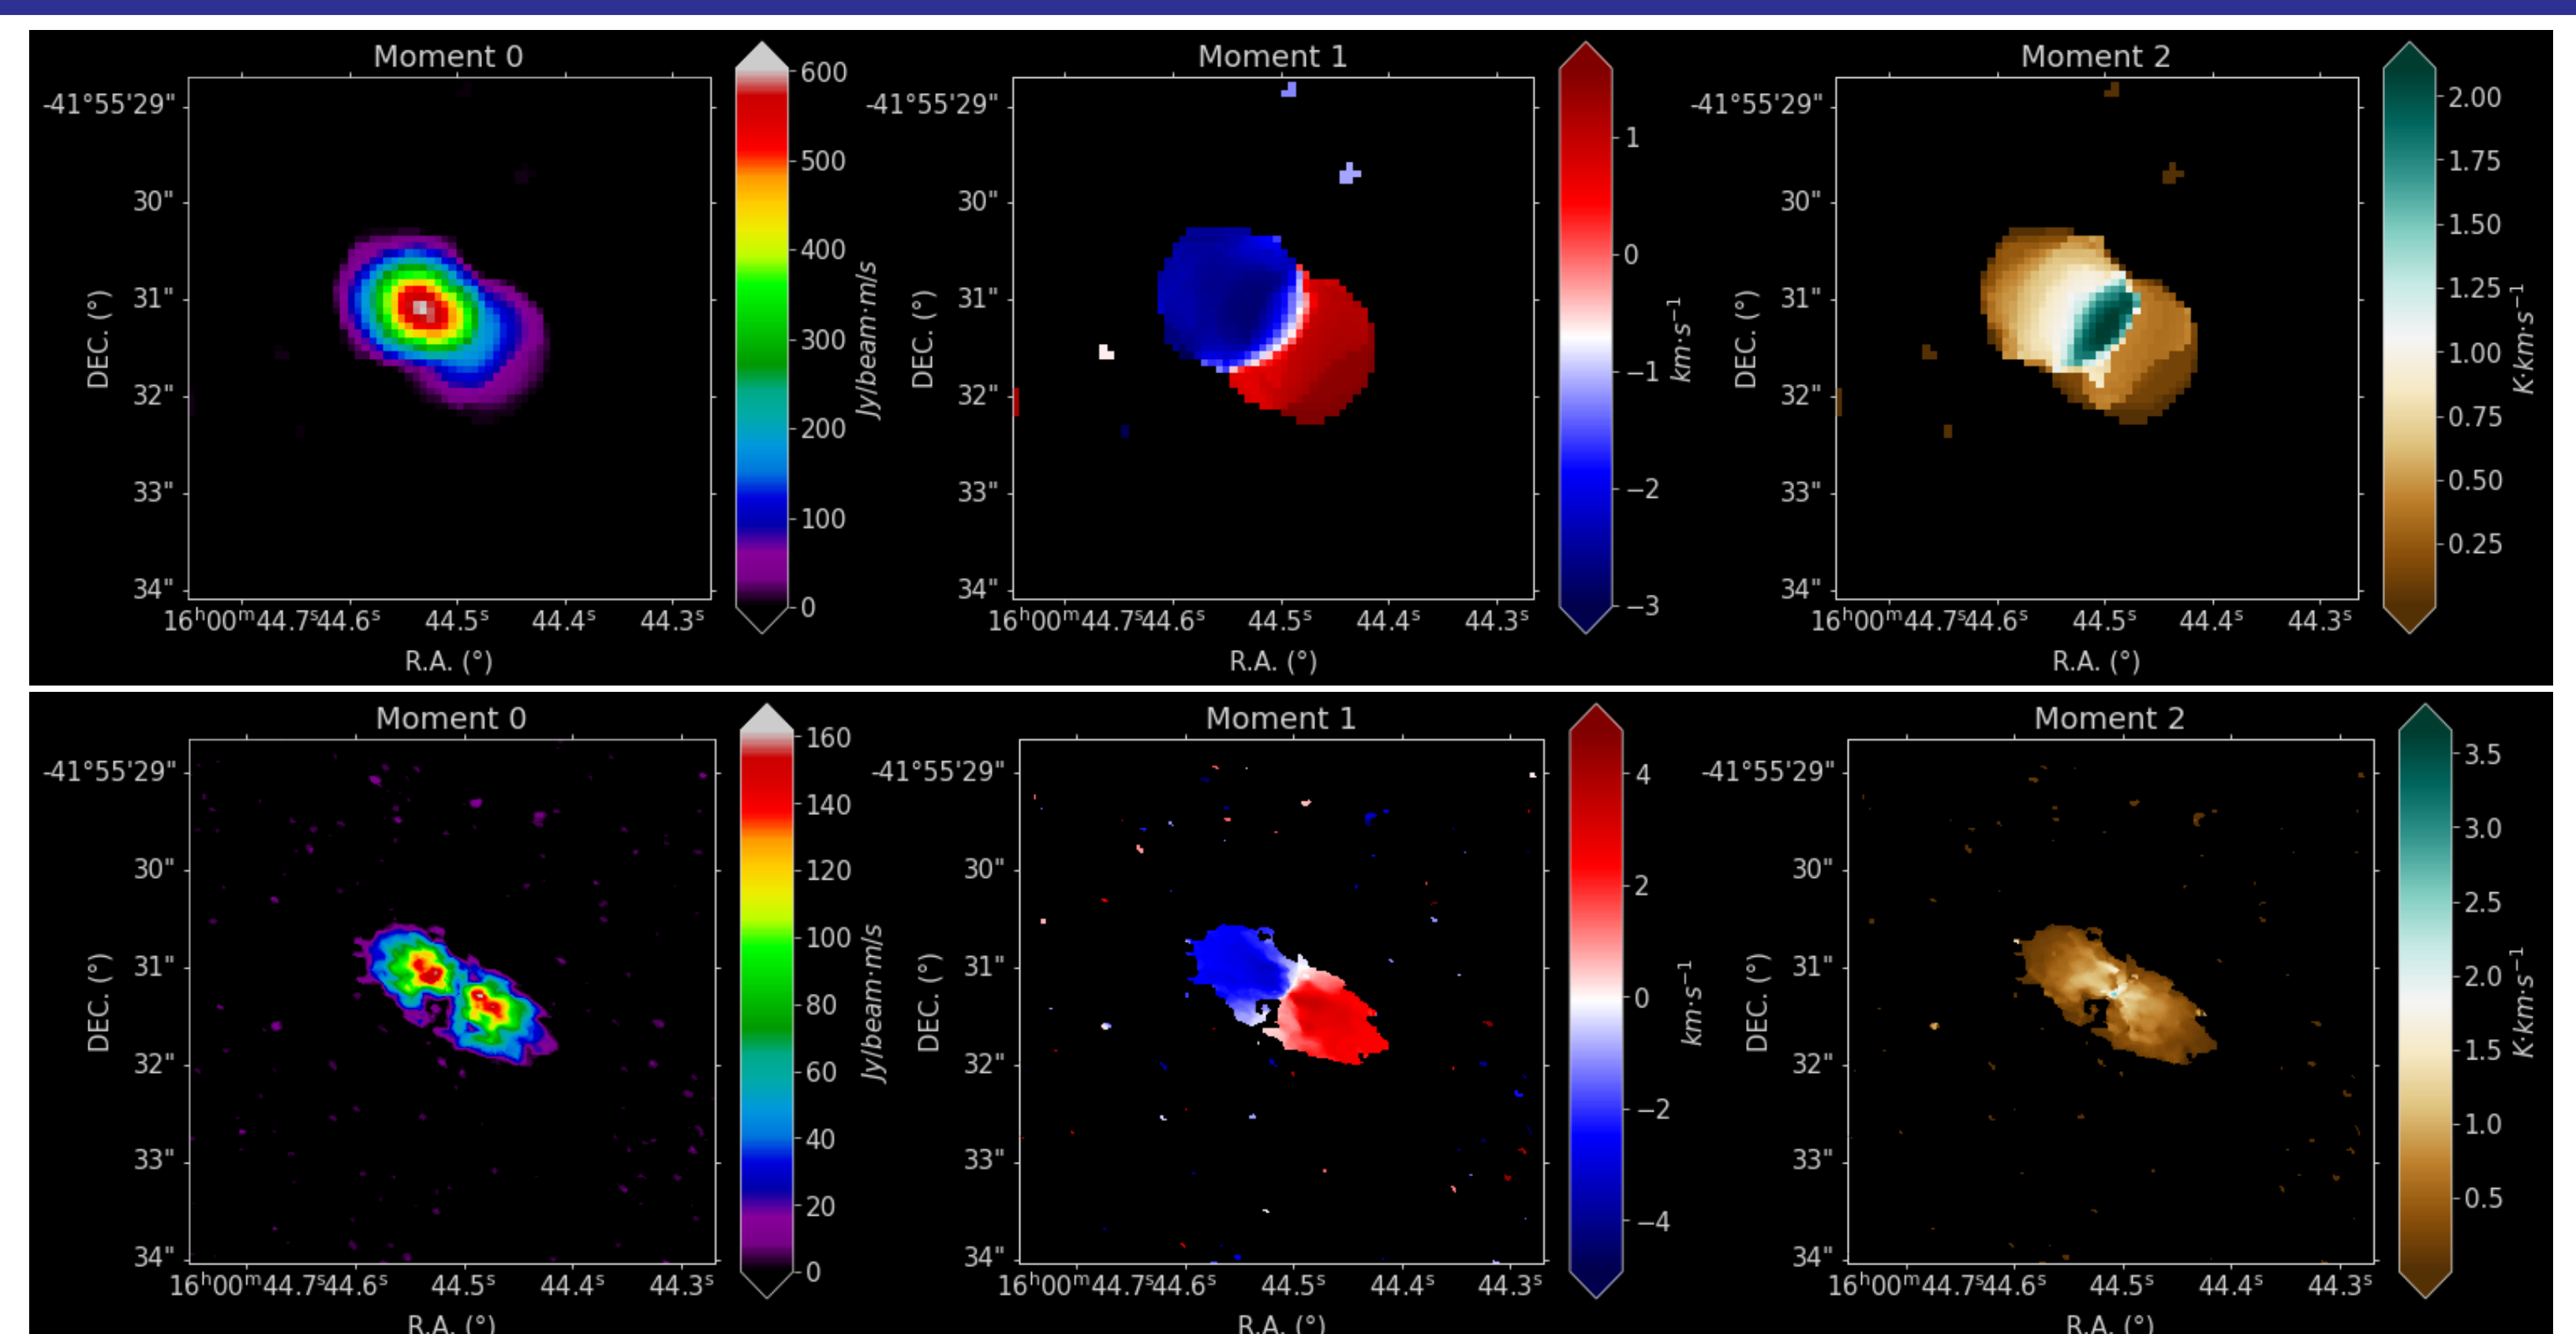 Moment 0
Moment 1
Moment 2
-41°55'29"
30"
31"
32"
33"
34"
DEC. (°)
16ʰ00ᵐ44.7ˢ44.6ˢ 44.5ˢ 44.4ˢ 44.3ˢ
R.A. (°)
600
500
400
300
200
100
0
Jy/beam·m/s
-41°55'29"
30"
31"
32"
33"
34"
DEC. (°)
16ʰ00ᵐ44.7ˢ44.6ˢ 44.5ˢ 44.4ˢ 44.3ˢ
R.A. (°)
1
0
−1
−2
−3
km·s⁻¹
-41°55'29"
30"
31"
32"
33"
34"
DEC. (°)
16ʰ00ᵐ44.7ˢ44.6ˢ 44.5ˢ 44.4ˢ 44.3ˢ
R.A. (°)
2.00
1.75
1.50
1.25
1.00
0.75
0.50
0.25
K·km·s⁻¹
Moment 0
Moment 1
Moment 2
-41°55'29"
30"
31"
32"
33"
34"
DEC. (°)
16ʰ00ᵐ44.7ˢ44.6ˢ 44.5ˢ 44.4ˢ 44.3ˢ
R.A. (°)
160
140
120
100
80
60
40
20
0
Jy/beam·m/s
-41°55'29"
30"
31"
32"
33"
34"
DEC. (°)
16ʰ00ᵐ44.7ˢ44.6ˢ 44.5ˢ 44.4ˢ 44.3ˢ
R.A. (°)
4
2
0
−2
−4
km·s⁻¹
-41°55'29"
30"
31"
32"
33"
34"
DEC. (°)
16ʰ00ᵐ44.7ˢ44.6ˢ 44.5ˢ 44.4ˢ 44.3ˢ
R.A. (°)
3.5
3.0
2.5
2.0
1.5
1.0
0.5
K·km·s⁻¹